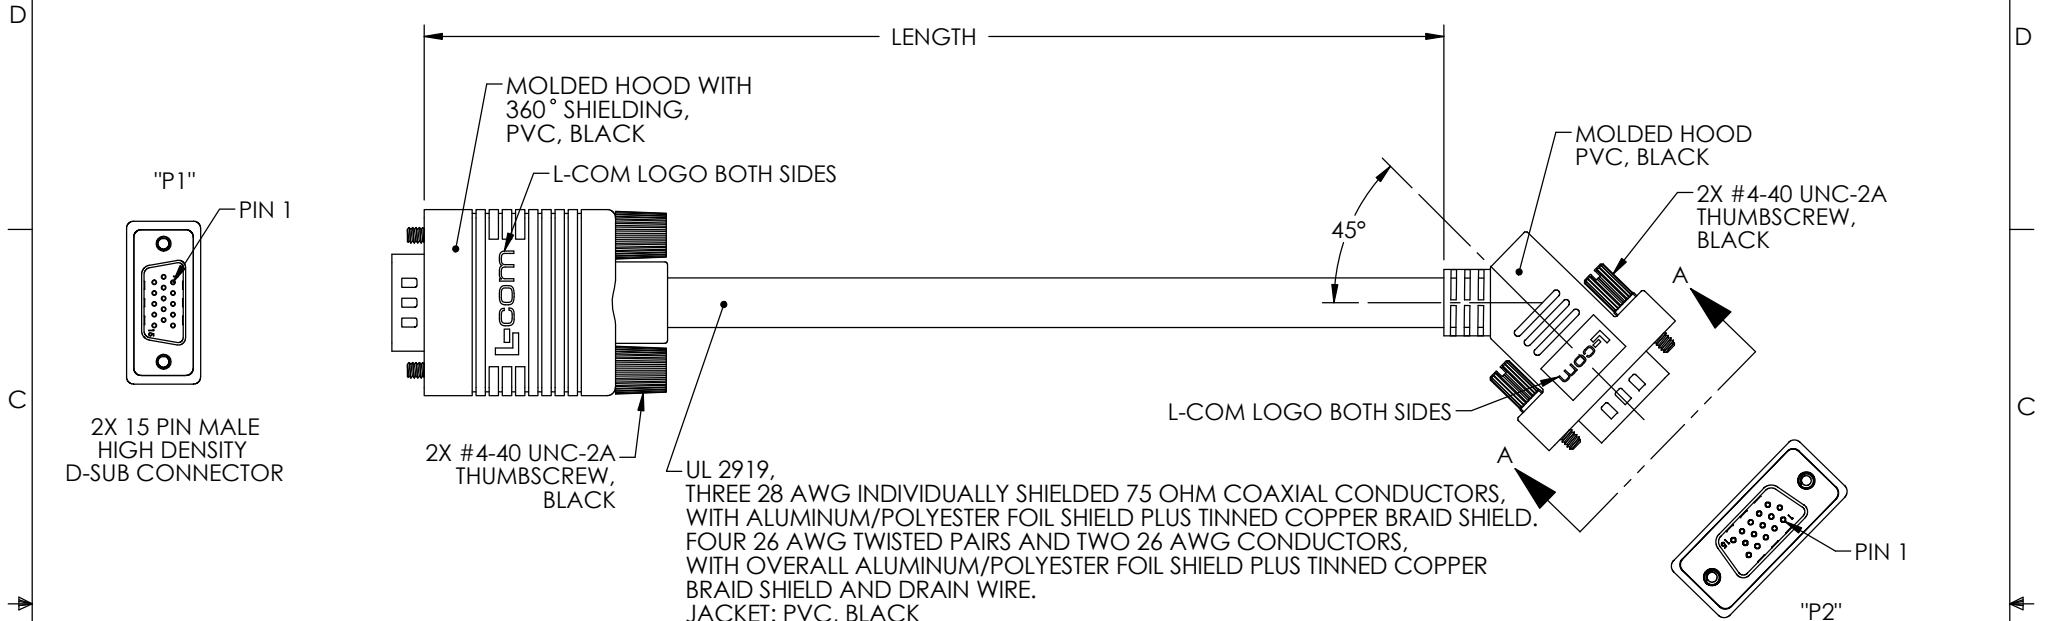 D
D
LENGTH
MOLDED HOOD WITH
360° SHIELDING,
PVC, BLACK
L-COM LOGO BOTH SIDES
MOLDED HOOD
PVC, BLACK
2X #4-40 UNC-2A
THUMBSCREW,
BLACK
"P1"
PIN 1
45°
A
L-com
L-com
15
C
C
2X 15 PIN MALE
HIGH DENSITY
D-SUB CONNECTOR
2X #4-40 UNC-2A
THUMBSCREW,
BLACK
L-COM LOGO BOTH SIDES
A
UL 2919,
THREE 28 AWG INDIVIDUALLY SHIELDED 75 OHM COAXIAL CONDUCTORS,
WITH ALUMINUM/POLYESTER FOIL SHIELD PLUS TINNED COPPER BRAID SHIELD.
FOUR 26 AWG TWISTED PAIRS AND TWO 26 AWG CONDUCTORS,
WITH OVERALL ALUMINUM/POLYESTER FOIL SHIELD PLUS TINNED COPPER
BRAID SHIELD AND DRAIN WIRE.
JACKET: PVC, BLACK
PIN 1
"P2"